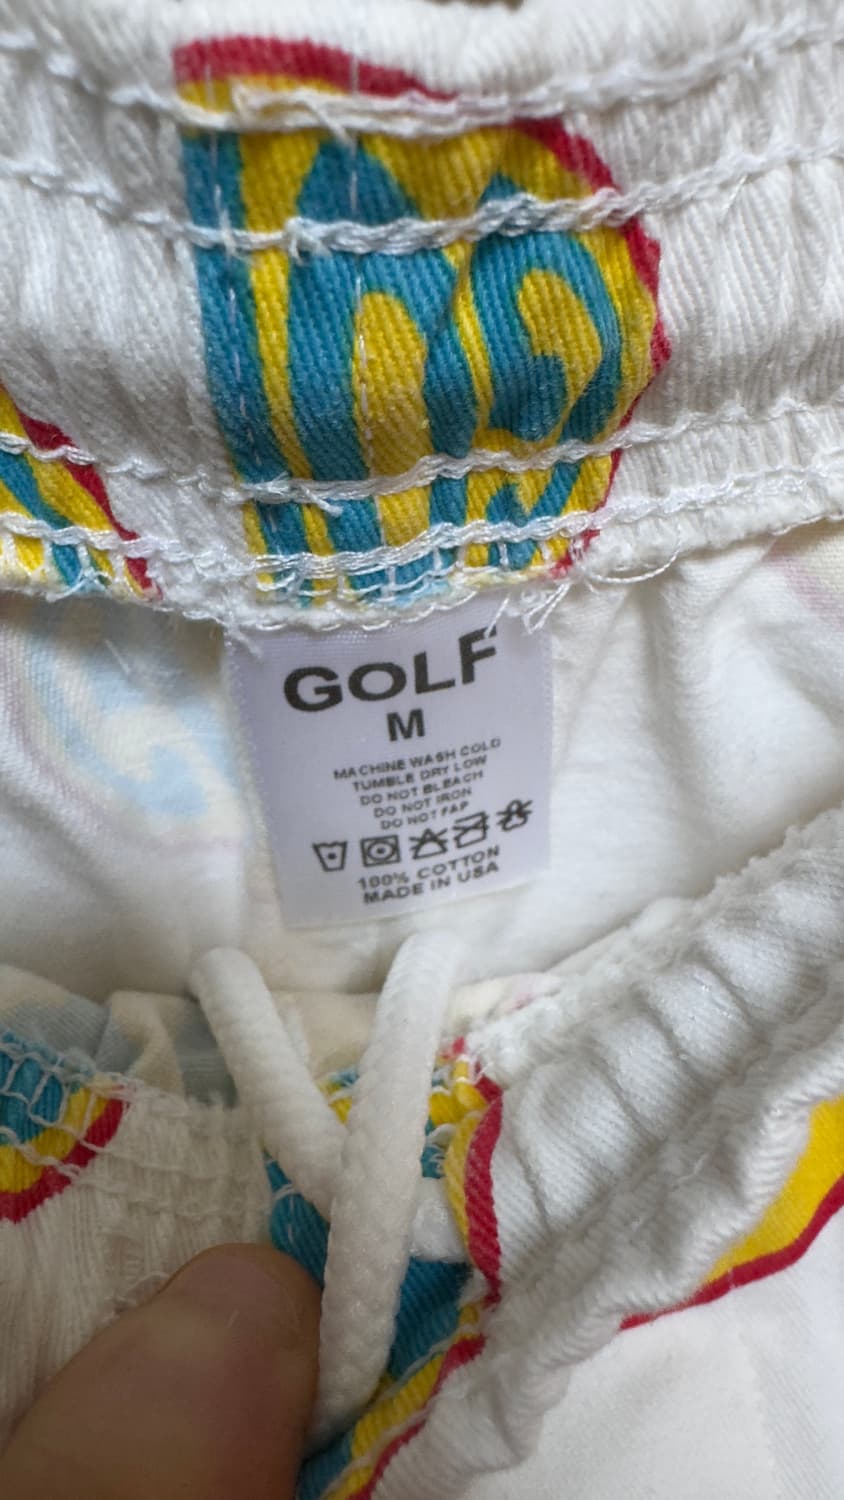 GOLF
M
MACHINE WASH COLD
TUMBLE DRY LOW
DO NOT BLEACH
DO NOT IRON
DO NOT FAP
100% COTTON
MADE IN USA